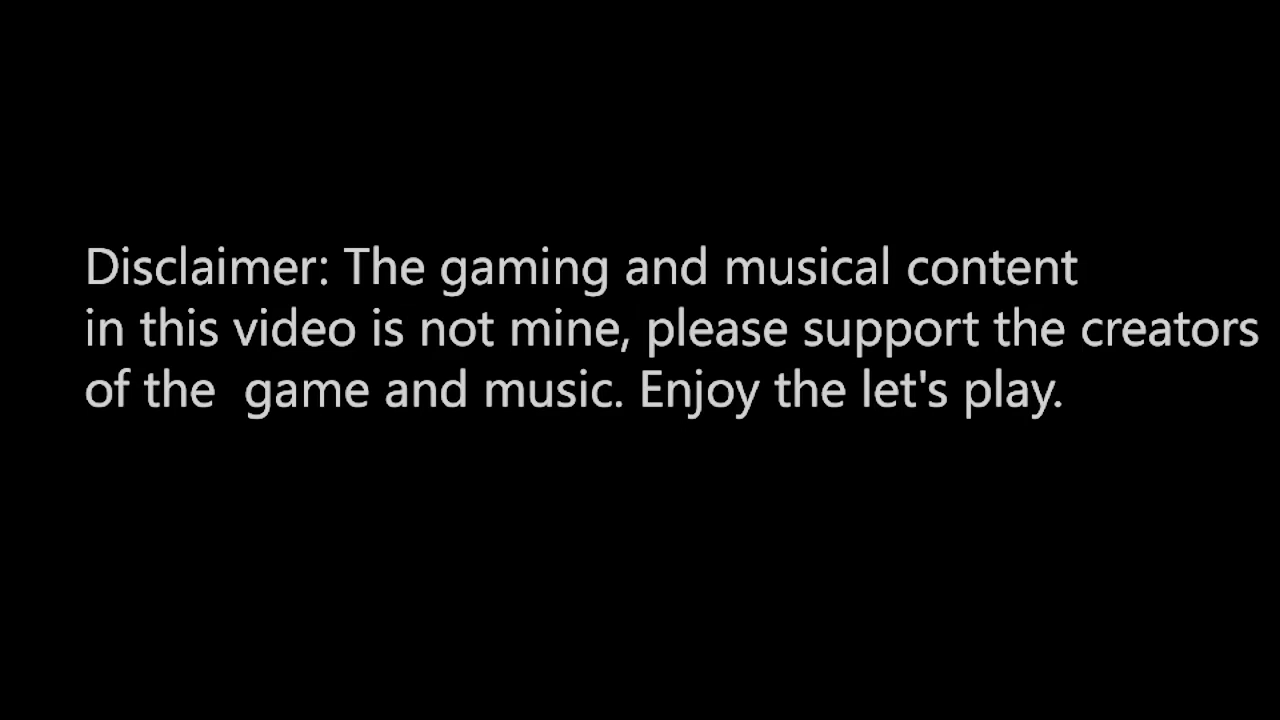 Disclaimer: The gaming and musical content
in this video is not mine, please support the creators
of the  game and music. Enjoy the let's play.